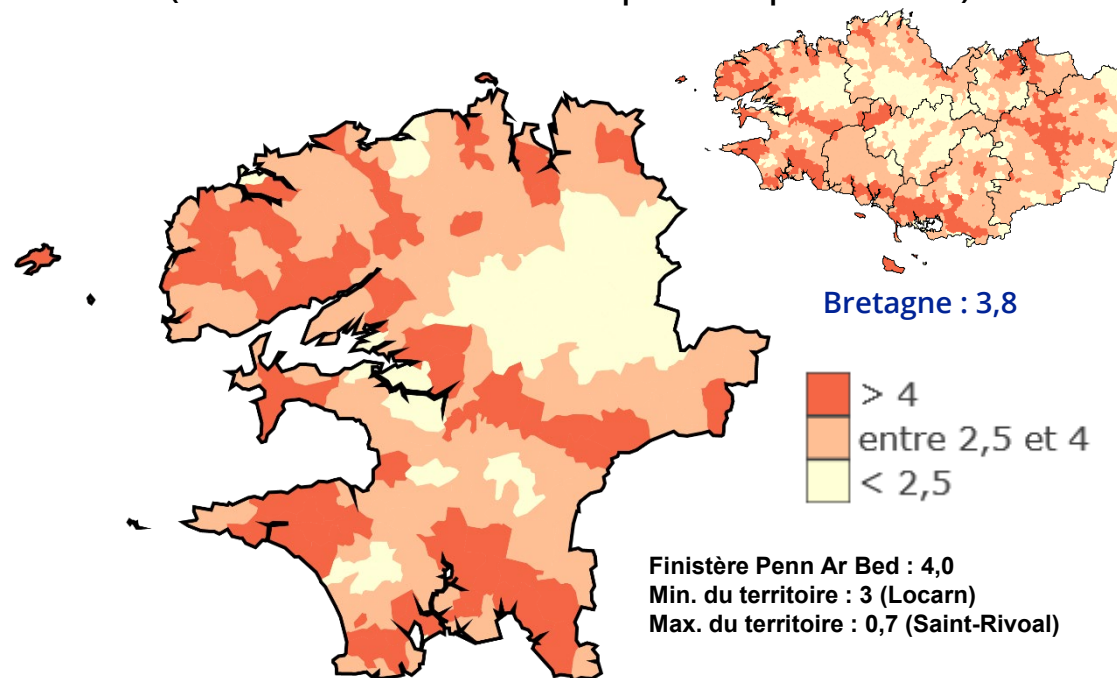 Bretagne : 3,8
> 4
entre 2,5 et 4
< 2,5
Finistère Penn Ar Bed : 4,0
Min. du territoire : 3 (Locarn)
Max. du territoire : 0,7 (Saint-Rivoal)